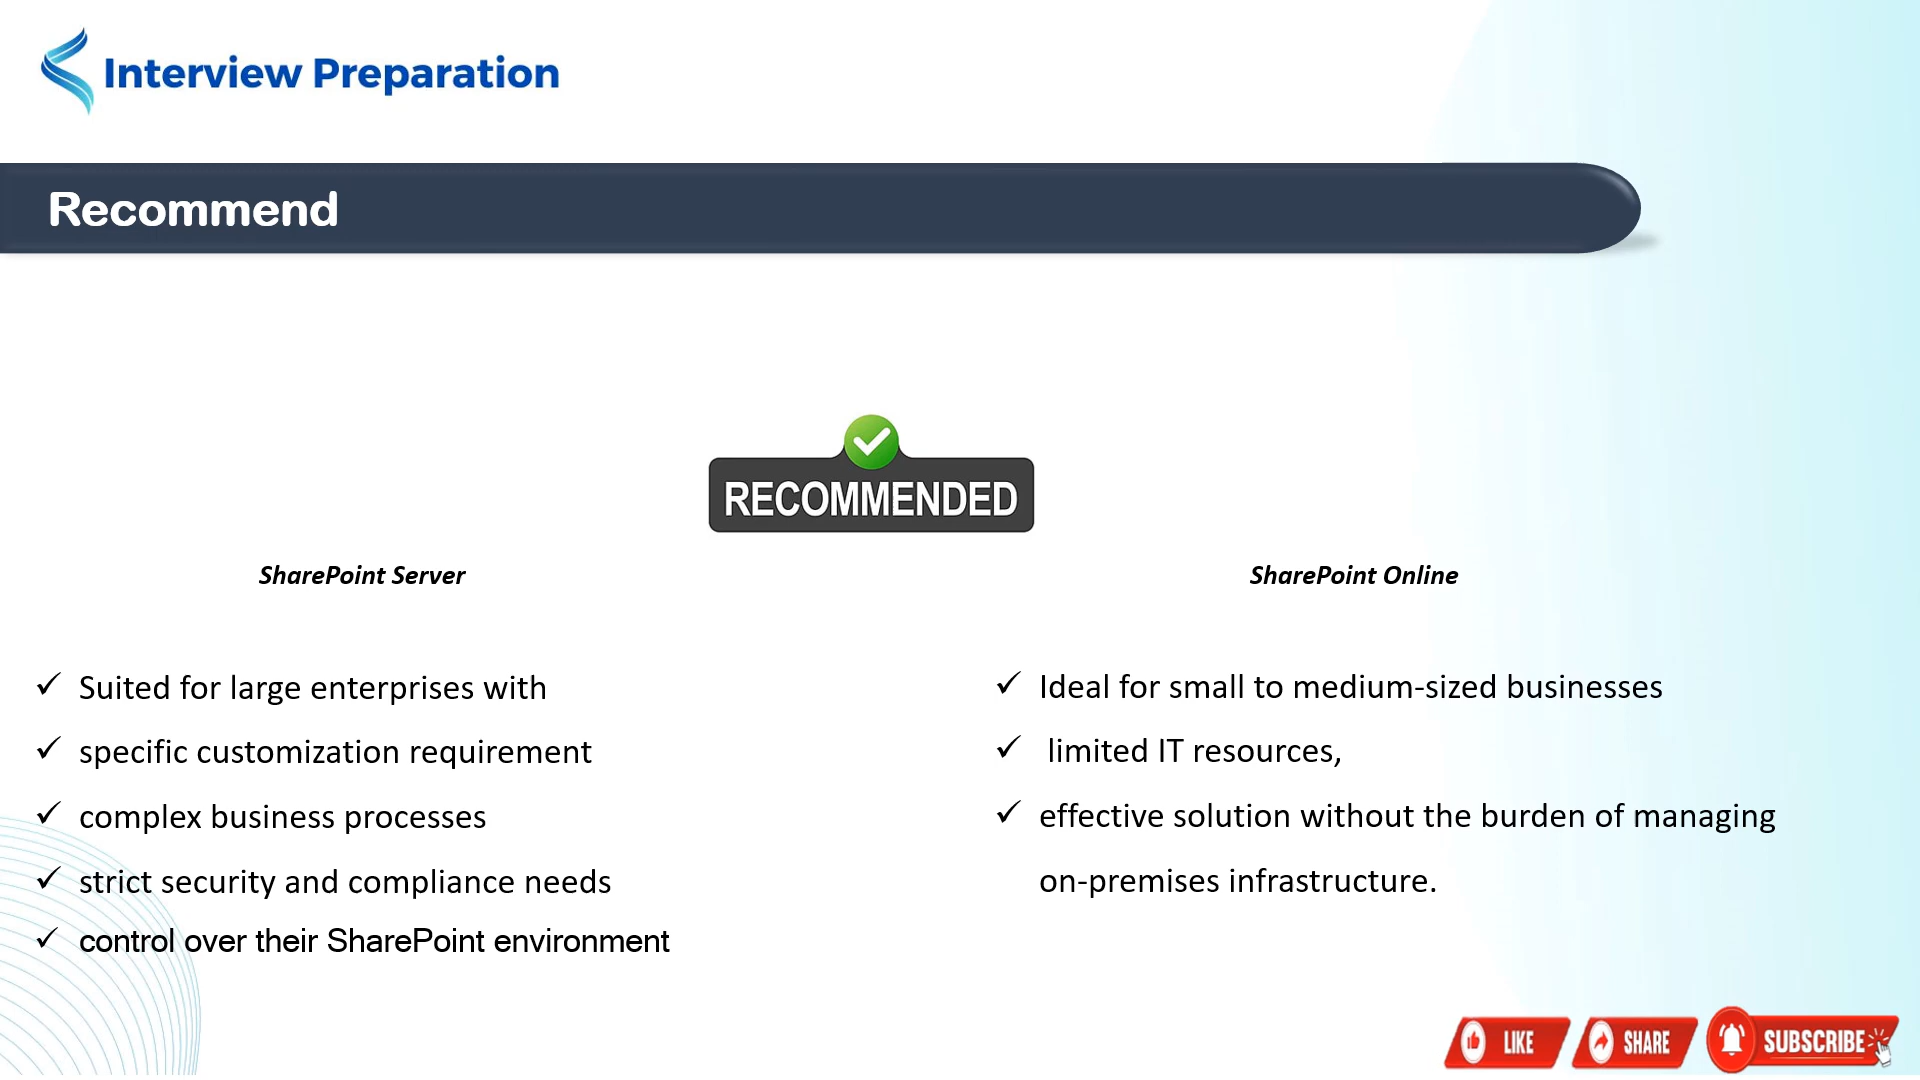 Interview Preparation
Recommend
RECOMMENDED
SharePoint Server
Suited for large enterprises with
specific customization requirement
complex business processes
strict security and compliance needs
control over their SharePoint environment
SharePoint Online
Ideal for small to medium-sized businesses
limited IT resources,
effective solution without the burden of managing
on-premises infrastructure.
LIKE
SHARE
SUBSCRIBE